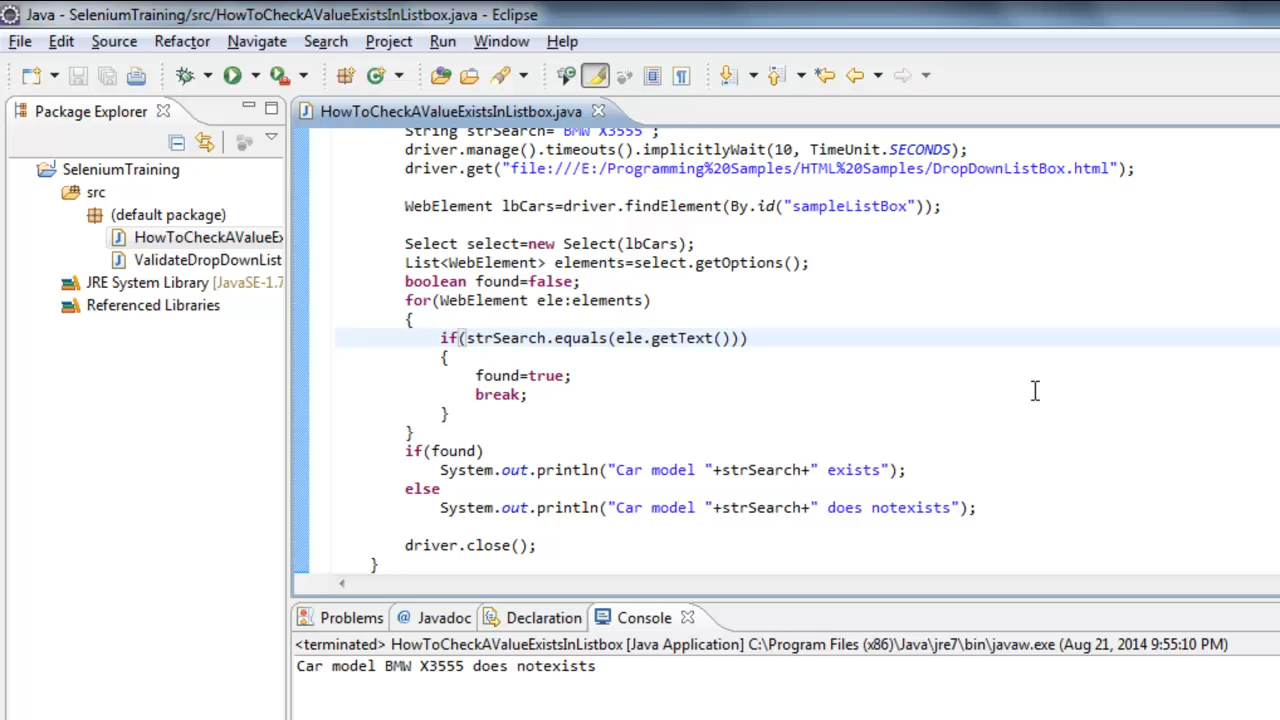 Java - SeleniumTraining/src/HowToCheckAValueExistsInListbox.java - Eclipse
File Edit Source Refactor Navigate Search Project Run Window Help
Package Explorer
SeleniumTraining
src
(default package)
HowToCheckAValueEx
ValidateDropDownList
JRE System Library [JavaSE-1.7
Referenced Libraries
HowToCheckAValueExistsInListbox.java
String strSearch="BMW X3555";
driver.manage().timeouts().implicitlyWait(10, TimeUnit.SECONDS);
driver.get("file:///E:/Programming%20Samples/HTML%20Samples/DropDownListBox.html");
WebElement lbCars=driver.findElement(By.id("sampleListBox"));
Select select=new Select(lbCars);
List<WebElement> elements=select.getOptions();
boolean found=false;
for(WebElement ele:elements)
{
if(strSearch.equals(ele.getText()))
{
found=true;
break;
}
}
if(found)
System.out.println("Car model "+strSearch+" exists");
else
System.out.println("Car model "+strSearch+" does notexists");
driver.close();
}
Problems @ Javadoc Declaration Console
<terminated> HowToCheckAValueExistsInListbox [Java Application] C:\Program Files (x86)\Java\jre7\bin\javaw.exe (Aug 21, 2014 9:55:10 PM)
Car model BMW X3555 does notexists